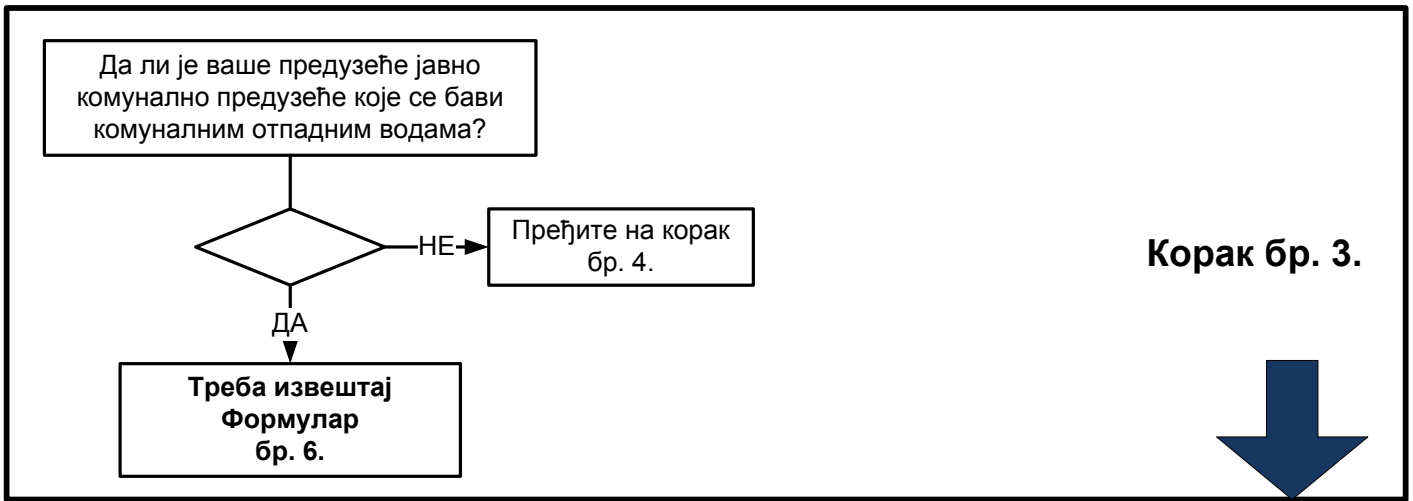 Да ли је ваше предузеће јавно
комунално предузеће које се бави
комуналним отпадним водама?
НЕ
Пређите на корак
бр. 4.
Корак бр. 3.
ДА
Треба извештај
Формулар
бр. 6.